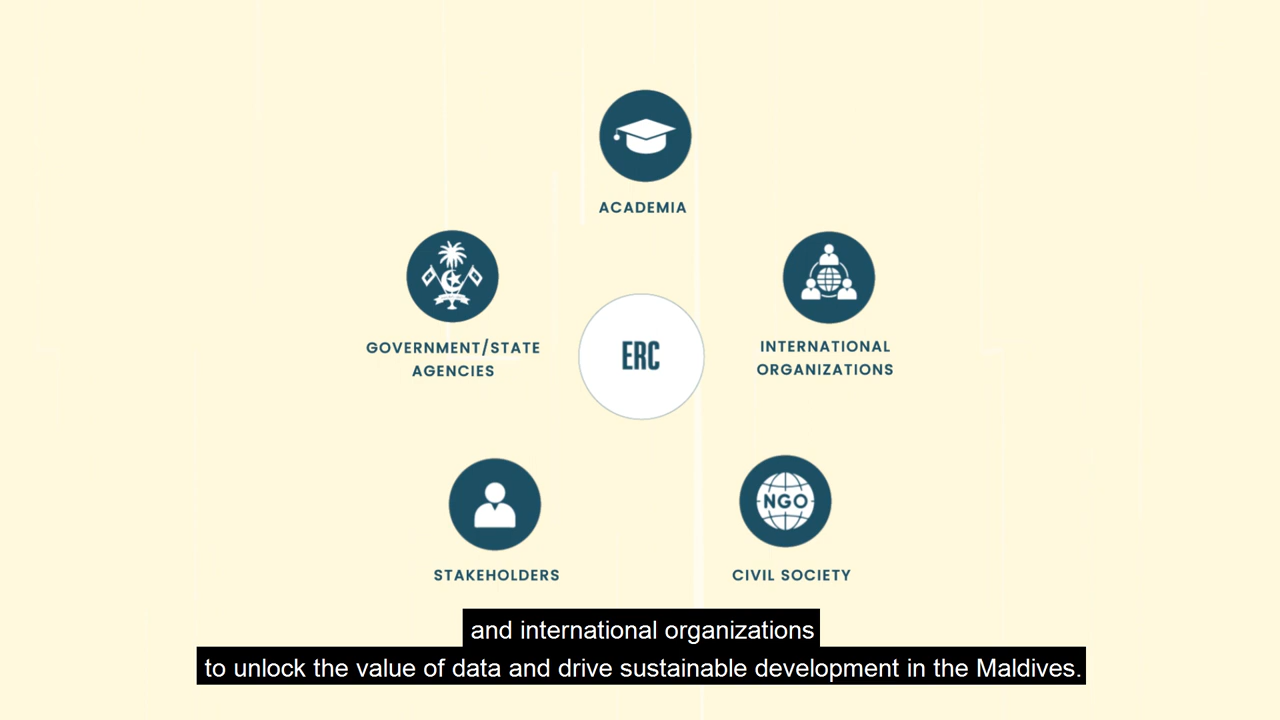 ACADEMIA
GOVERNMENT/STATE
AGENCIES
INTERNATIONAL
ORGANIZATIONS
ERC
STAKEHOLDERS
NGO
CIVIL SOCIETY
and international organizations
to unlock the value of data and drive sustainable development in the Maldives.